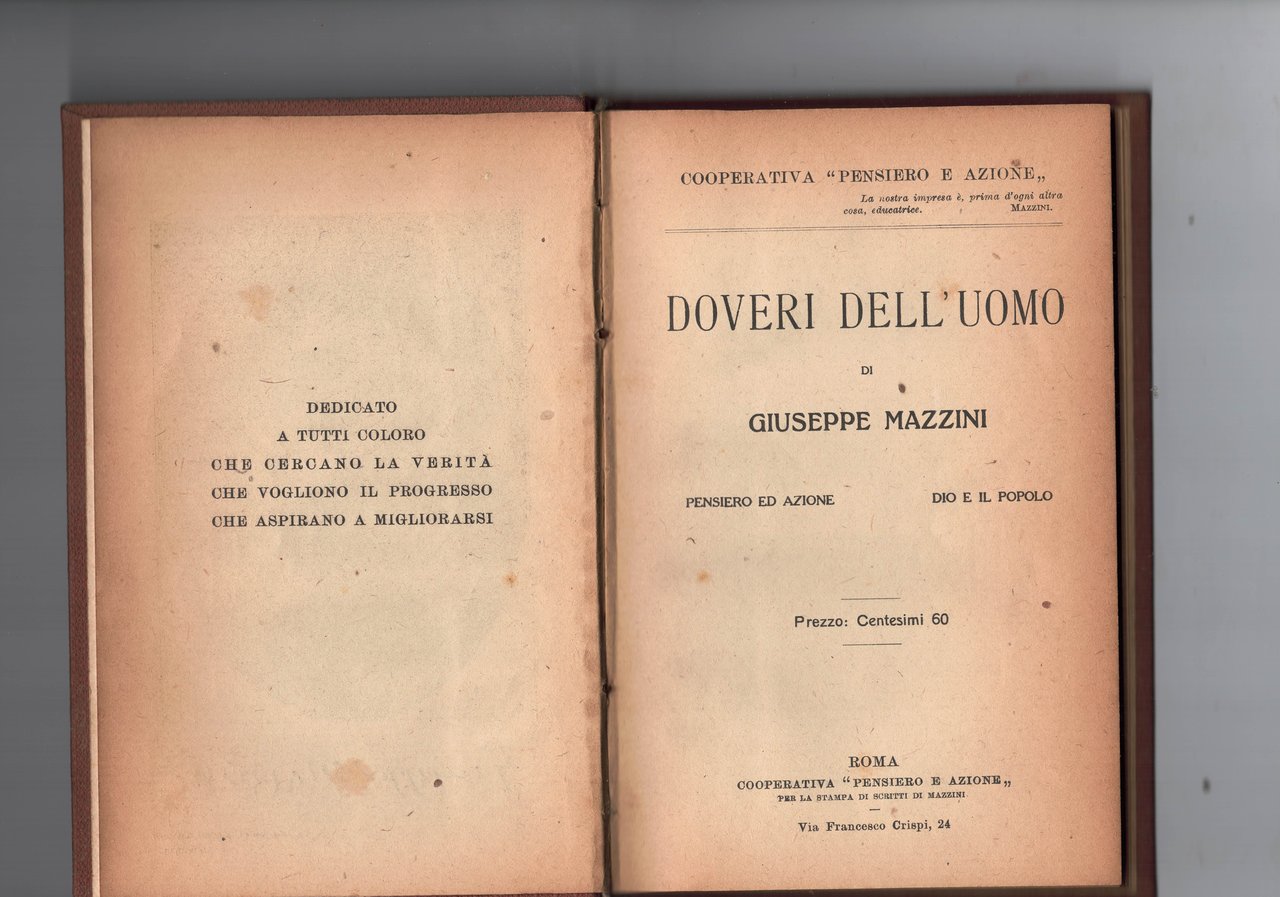 DEDICATO
A TUTTI COLORO
CHE CERCANO LA VERITÀ
CHE VOGLIONO IL PROGRESSO
CHE ASPIRANO A MIGLIORARSI
COOPERATIVA “PENSIERO E AZIONE„
La nostra impresa è, prima d'ogni altra
cosa, educatrice. MAZZINI.
DOVERI DELL'UOMO
DI
GIUSEPPE MAZZINI
PENSIERO ED AZIONE DIO E IL POPOLO
Prezzo: Centesimi 60
ROMA
COOPERATIVA “PENSIERO E AZIONE„
PER LA STAMPA DI SCRITTI DI MAZZINI
Via Francesco Crispi, 24